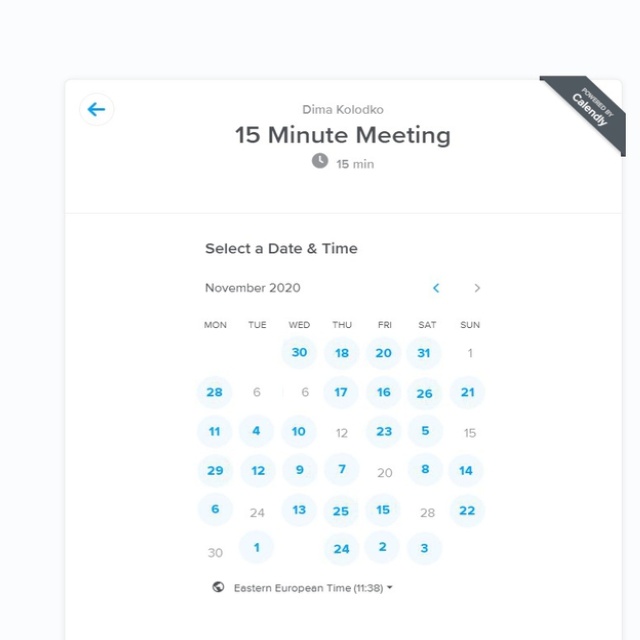 POWERED BY
Calendly
Dima Kolodko
15 Minute Meeting
15 min
Select a Date & Time
November 2020
MON TUE WED THU FRI SAT SUN
30 18 20 31 1
28 6 6 17 16 26 21
11 4 10 12 23 5 15
29 12 9 7 20 8 14
6 24 13 25 15 28 22
30 1 24 2 3
Eastern European Time (11:38)